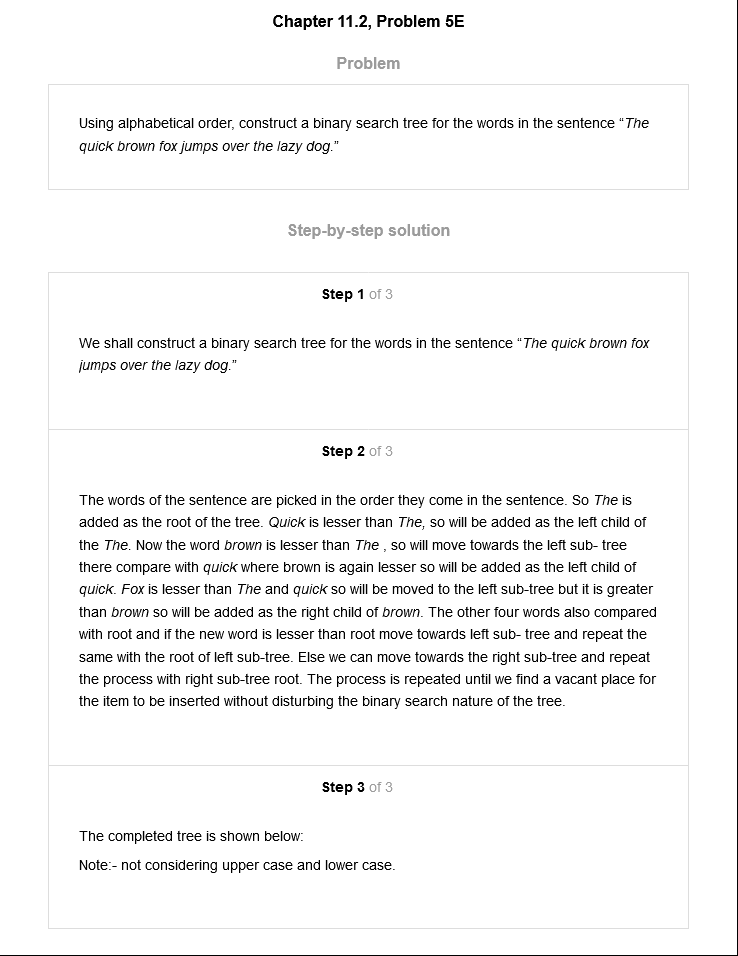 Chapter 11.2, Problem 5E
Problem
Using alphabetical order, construct a binary search tree for the words in the sentence “The
quick brown fox jumps over the lazy dog.”
Step-by-step solution
Step 1 of 3
We shall construct a binary search tree for the words in the sentence “The quick brown fox
jumps over the lazy dog.”
Step 2 of 3
The words of the sentence are picked in the order they come in the sentence. So The is
added as the root of the tree. Quick is lesser than The, so will be added as the left child of
the The. Now the word brown is lesser than The , so will move towards the left sub- tree
there compare with quick where brown is again lesser so will be added as the left child of
quick. Fox is lesser than The and quick so will be moved to the left sub-tree but it is greater
than brown so will be added as the right child of brown. The other four words also compared
with root and if the new word is lesser than root move towards left sub- tree and repeat the
same with the root of left sub-tree. Else we can move towards the right sub-tree and repeat
the process with right sub-tree root. The process is repeated until we find a vacant place for
the item to be inserted without disturbing the binary search nature of the tree.
Step 3 of 3
The completed tree is shown below:
Note:- not considering upper case and lower case.